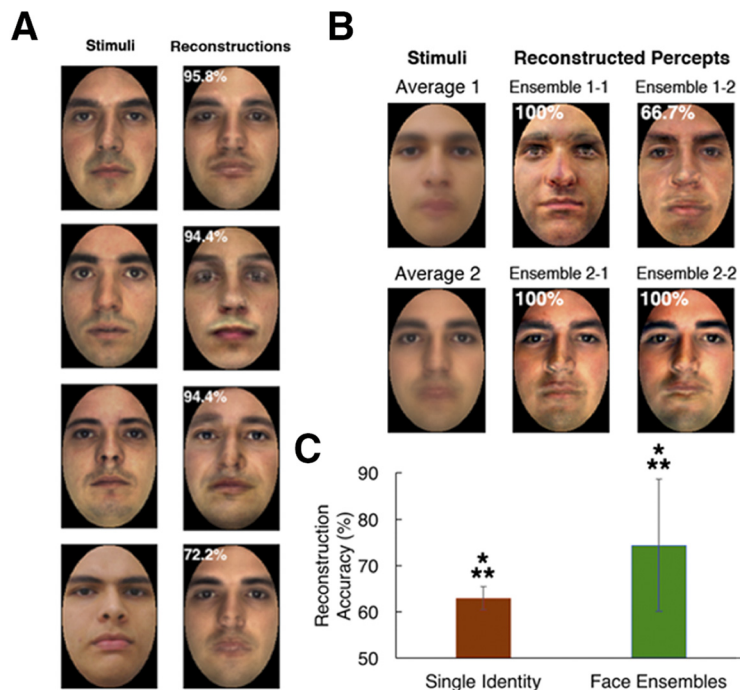 A
Stimuli
Reconstructions
95.8%
94.4%
94.4%
72.2%
B
Stimuli
Reconstructed Percepts
Average 1
Ensemble 1-1
Ensemble 1-2
100%
66.7%
Average 2
Ensemble 2-1
Ensemble 2-2
100%
100%
C
Reconstruction
Accuracy (%)
90
80
70
60
50
*
**
*
**
Single Identity
Face Ensembles